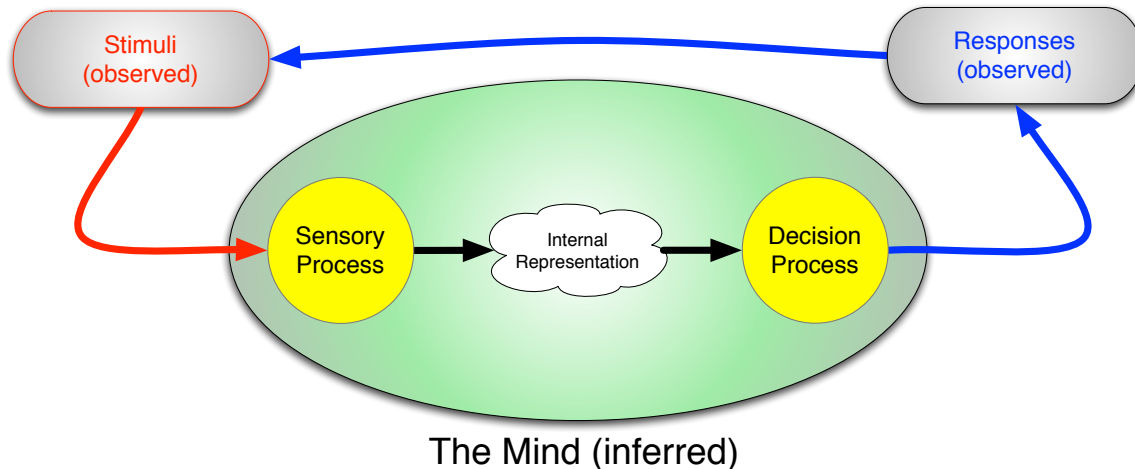 Stimuli
(observed)
Responses
(observed)
Sensory
Process
Internal
Representation
Decision
Process
The Mind (inferred)